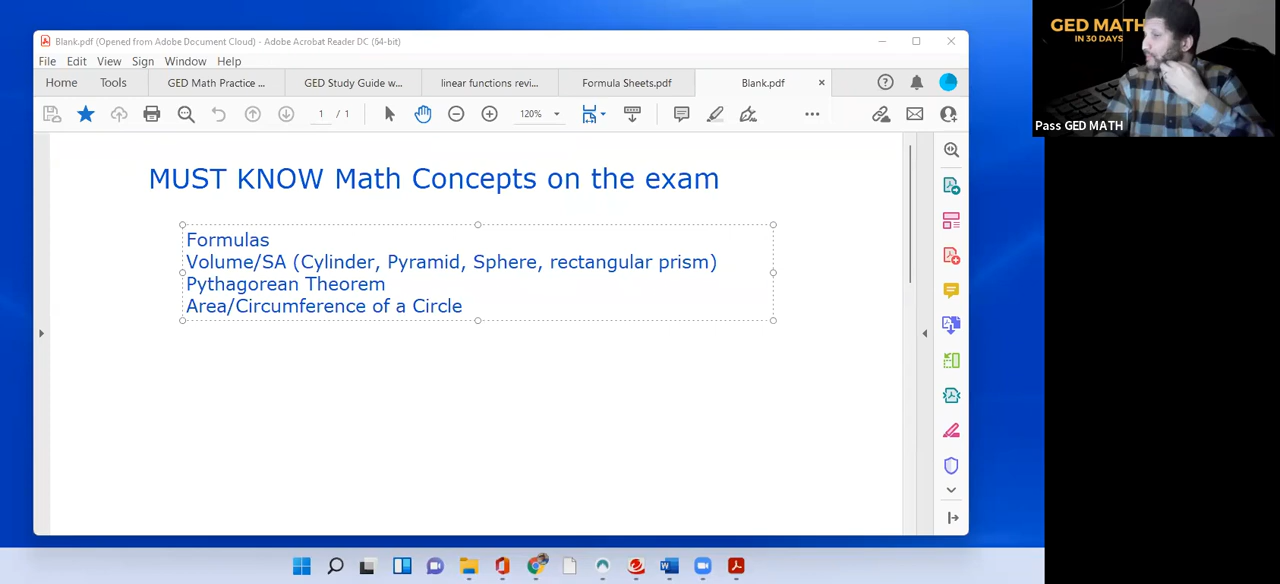 Blank.pdf (Opened from Adobe Document Cloud) - Adobe Acrobat Reader DC (64-bit)
File Edit View Sign Window Help
Home Tools GED Math Practice ... GED Study Guide w... linear functions revi... Formula Sheets.pdf Blank.pdf ×
1 / 1 120%
MUST KNOW Math Concepts on the exam
Formulas
Volume/SA (Cylinder, Pyramid, Sphere, rectangular prism)
Pythagorean Theorem
Area/Circumference of a Circle
GED MATH
IN 30 DAYS
Pass GED MATH